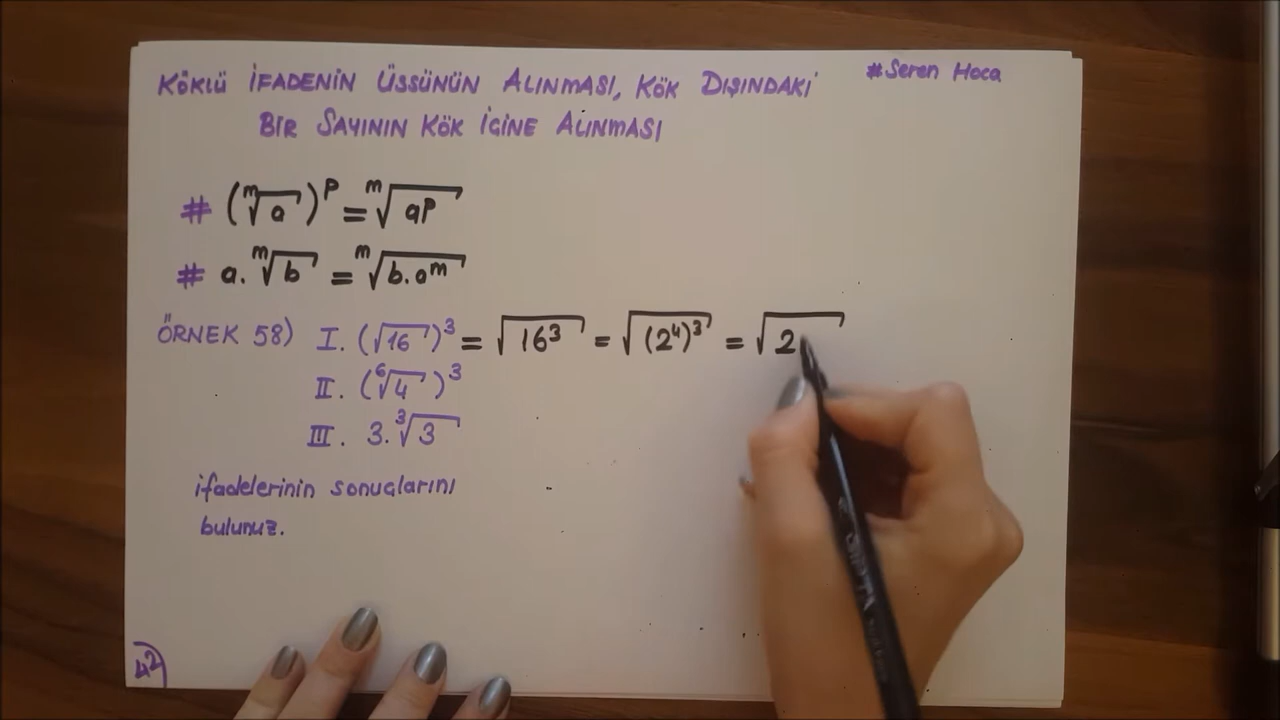 KÖKLÜ İFADENİN ÜSSÜNÜN ALINMASI, KÖK DIŞINDAKİ #Seren Hoca
BİR SAYININ KÖK İÇİNE ALINMASI
# (ᵐ√a)ᵖ = ᵐ√aᵖ
# a.ᵐ√b = ᵐ√b.aᵐ
ÖRNEK 58) I. (√16)³ = √16³ = √(2⁴)³ = √2
II. (⁶√4)³
III. 3.³√3
ifadelerinin sonuçlarını
bulunuz.
42